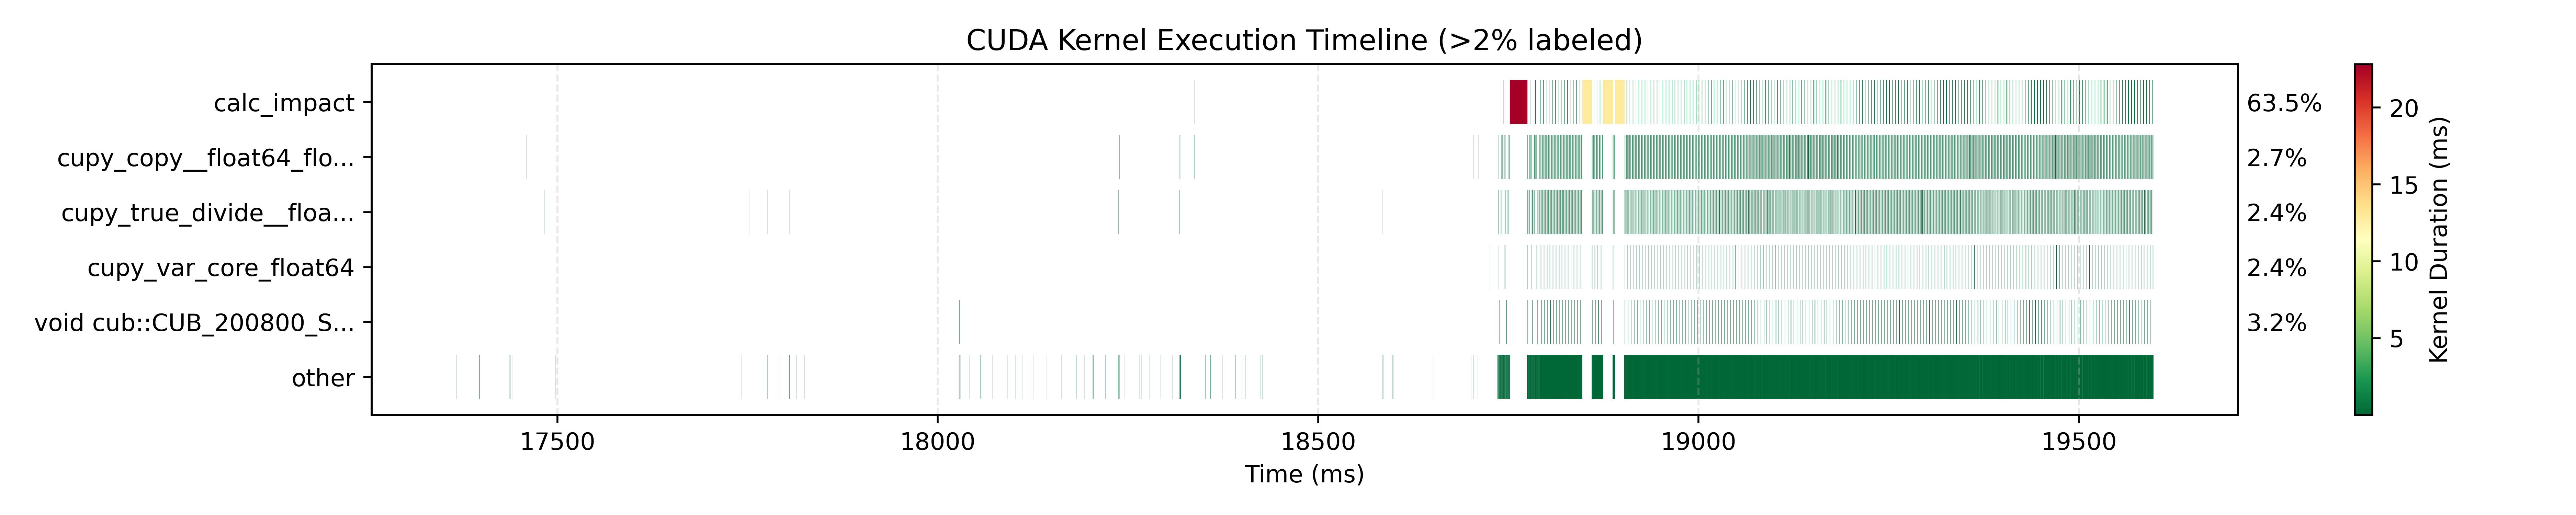 CUDA Kernel Execution Timeline (>2% labeled)
calc_impact
63.5%
cupy_copy__float64_flo...
2.7%
cupy_true_divide__floa...
2.4%
cupy_var_core_float64
2.4%
void cub::CUB_200800_S...
3.2%
other
17500
18000
18500
19000
19500
Time (ms)
20
15
10
5
Kernel Duration (ms)